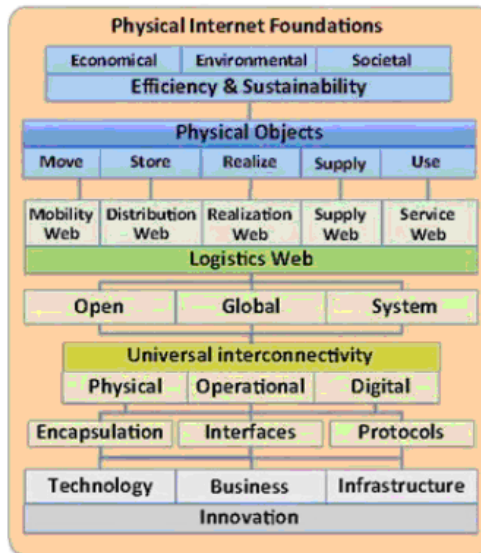 Physical Internet Foundations
Economical Environmental Societal
Efficiency & Sustainability
Physical Objects
Move Store Realize Supply Use
Mobility Web Distribution Web Realization Web Supply Web Service Web
Logistics Web
Open Global System
Universal interconnectivity
Physical Operational Digital
Encapsulation Interfaces Protocols
Technology Business Infrastructure
Innovation